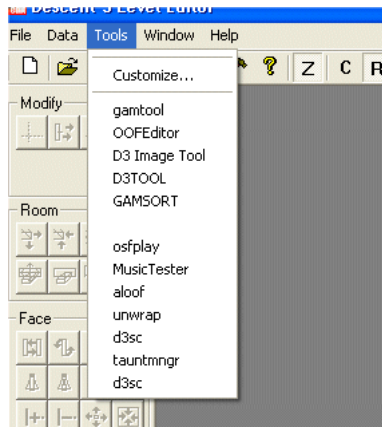 Descent 3 Level Editor
File Data Tools Window Help
Z C R
Customize...
Modify
gamtool
OOFEditor
D3 Image Tool
D3TOOL
GAMSORT
Room
osfplay
MusicTester
aloof
unwrap
Face
d3sc
tauntmngr
d3sc